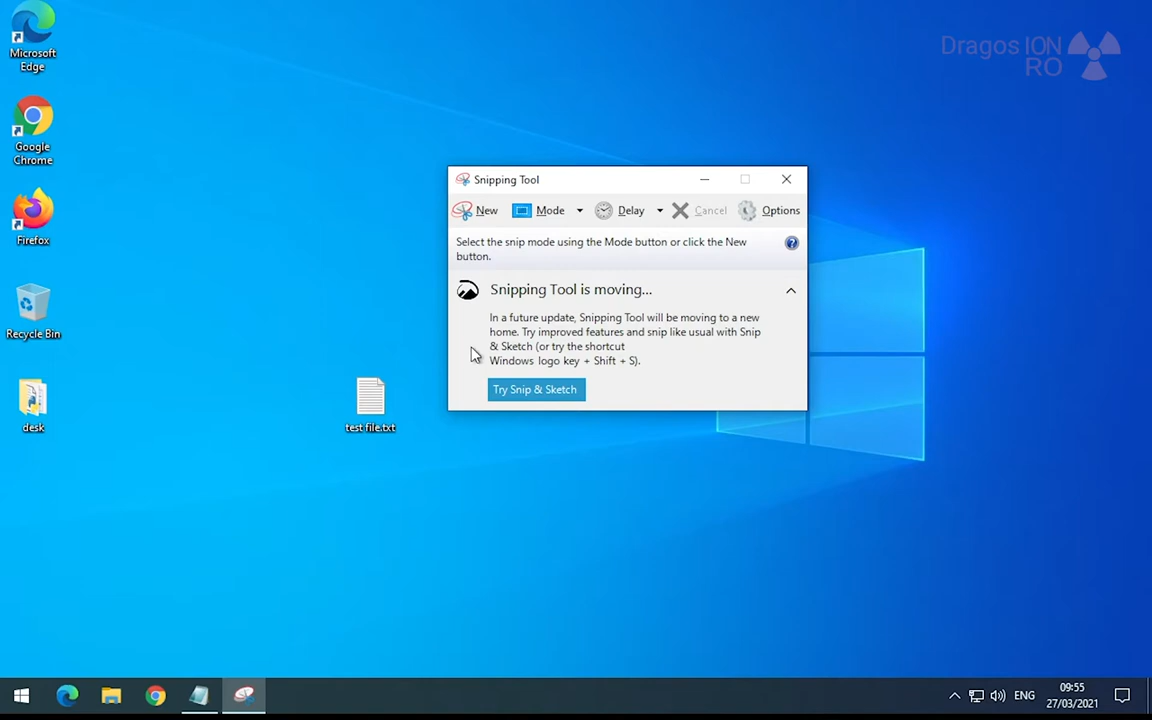 Microsoft
Edge
Google
Chrome
Firefox
Recycle Bin
desk
test file.txt
Dragos ION
RO
Snipping Tool
New Mode Delay Cancel Options
Select the snip mode using the Mode button or click the New
button.
Snipping Tool is moving...
In a future update, Snipping Tool will be moving to a new
home. Try improved features and snip like usual with Snip
& Sketch (or try the shortcut
Windows logo key + Shift + S).
Try Snip & Sketch
ENG
09:55
27/03/2021